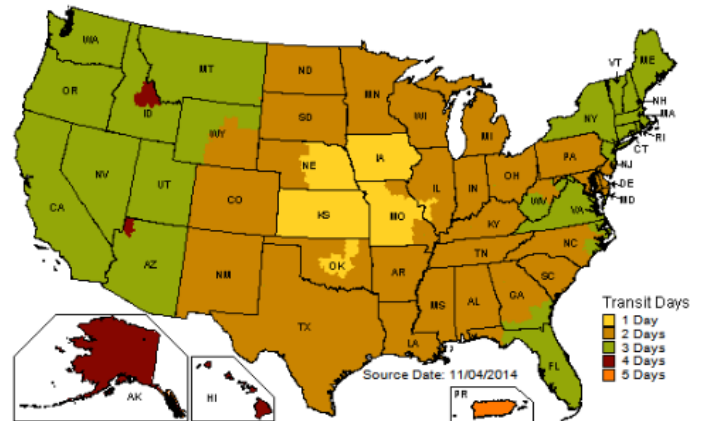 WA
MT
ND
MN
VT
ME
OR
ID
SD
WI
MI
NY
NH
MA
WY
RI
CT
NE
IA
PA
NJ
NV
UT
CO
IL
IN
OH
DE
MD
CA
KS
MO
WV
VA
KY
AZ
NM
OK
AR
TN
NC
SC
MS
AL
GA
TX
LA
FL
Transit Days
1 Day
2 Days
3 Days
4 Days
5 Days
Source Date: 11/04/2014
AK
HI
PR